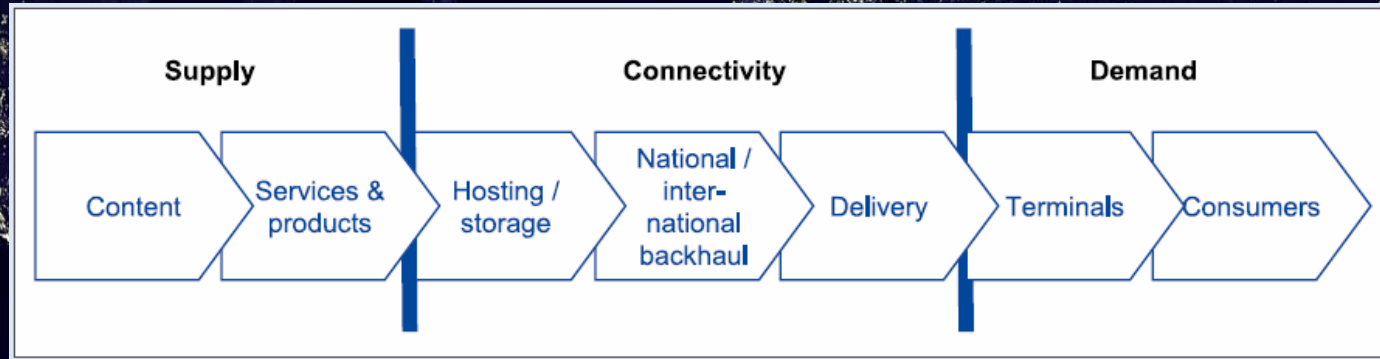 Supply
Connectivity
Demand
Content
Services &
products
Hosting /
storage
National /
inter-
national
backhaul
Delivery
Terminals
Consumers